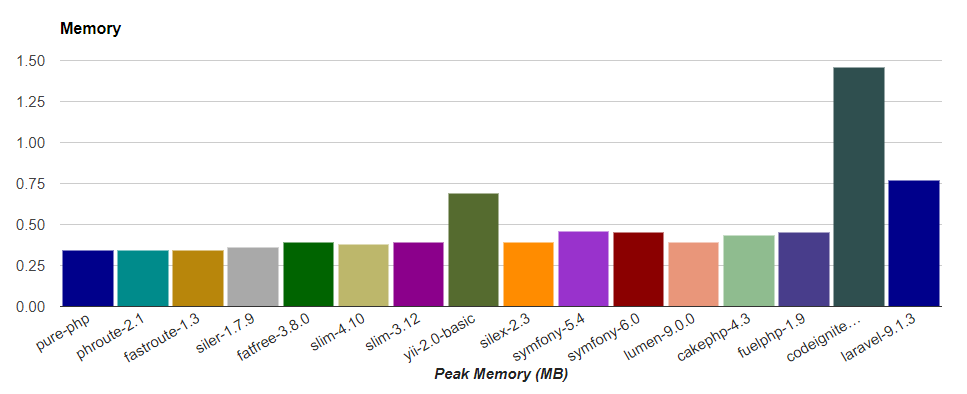 Memory
1.50
1.25
1.00
0.75
0.50
0.25
0.00
pure-php
phroute-2.1
fastroute-1.3
siler-1.7.9
fatfree-3.8.0
slim-4.10
slim-3.12
yii-2.0-basic
silex-2.3
symfony-5.4
symfony-6.0
lumen-9.0.0
cakephp-4.3
fuelphp-1.9
codeignite…
laravel-9.1.3
Peak Memory (MB)